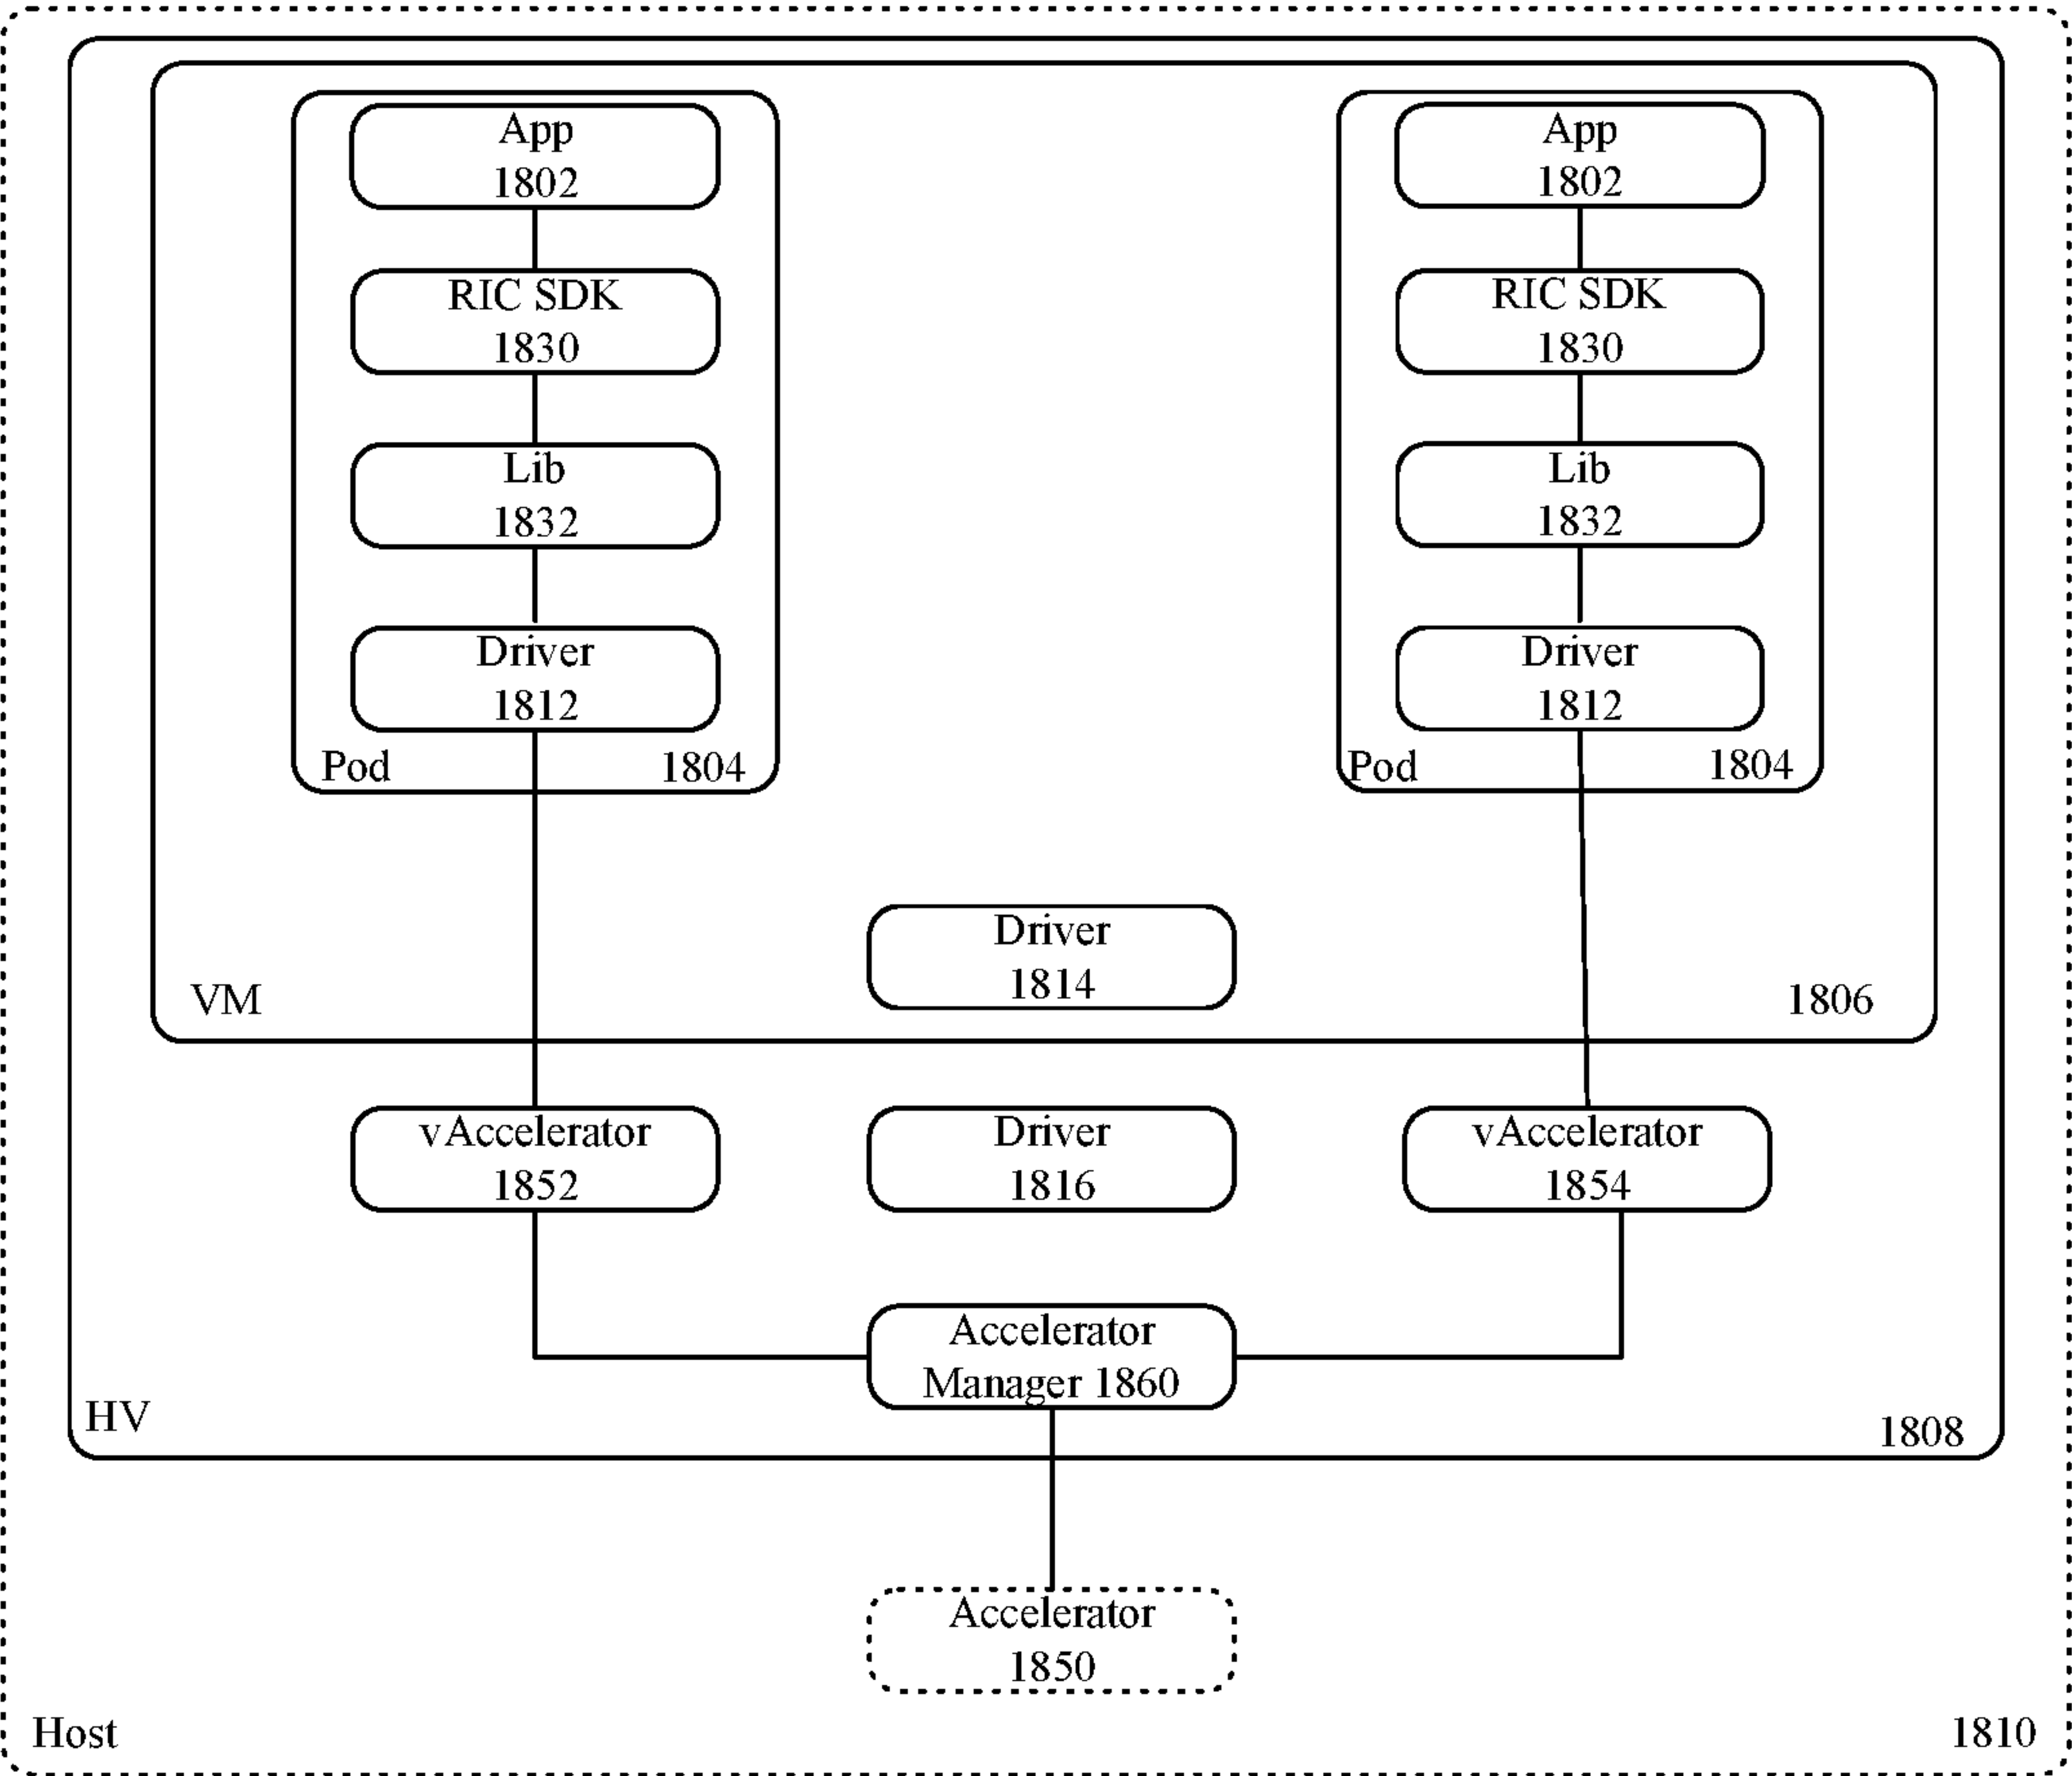 App
1802
App
1802
RIC SDK
1830
RIC SDK
1830
Lib
1832
Lib
1832
Driver
1812
Driver
1812
Pod 1804
Pod 1804
Driver
1814
VM 1806
vAccelerator
1852
Driver
1816
vAccelerator
1854
Accelerator
Manager 1860
HV 1808
Accelerator
1850
Host 1810